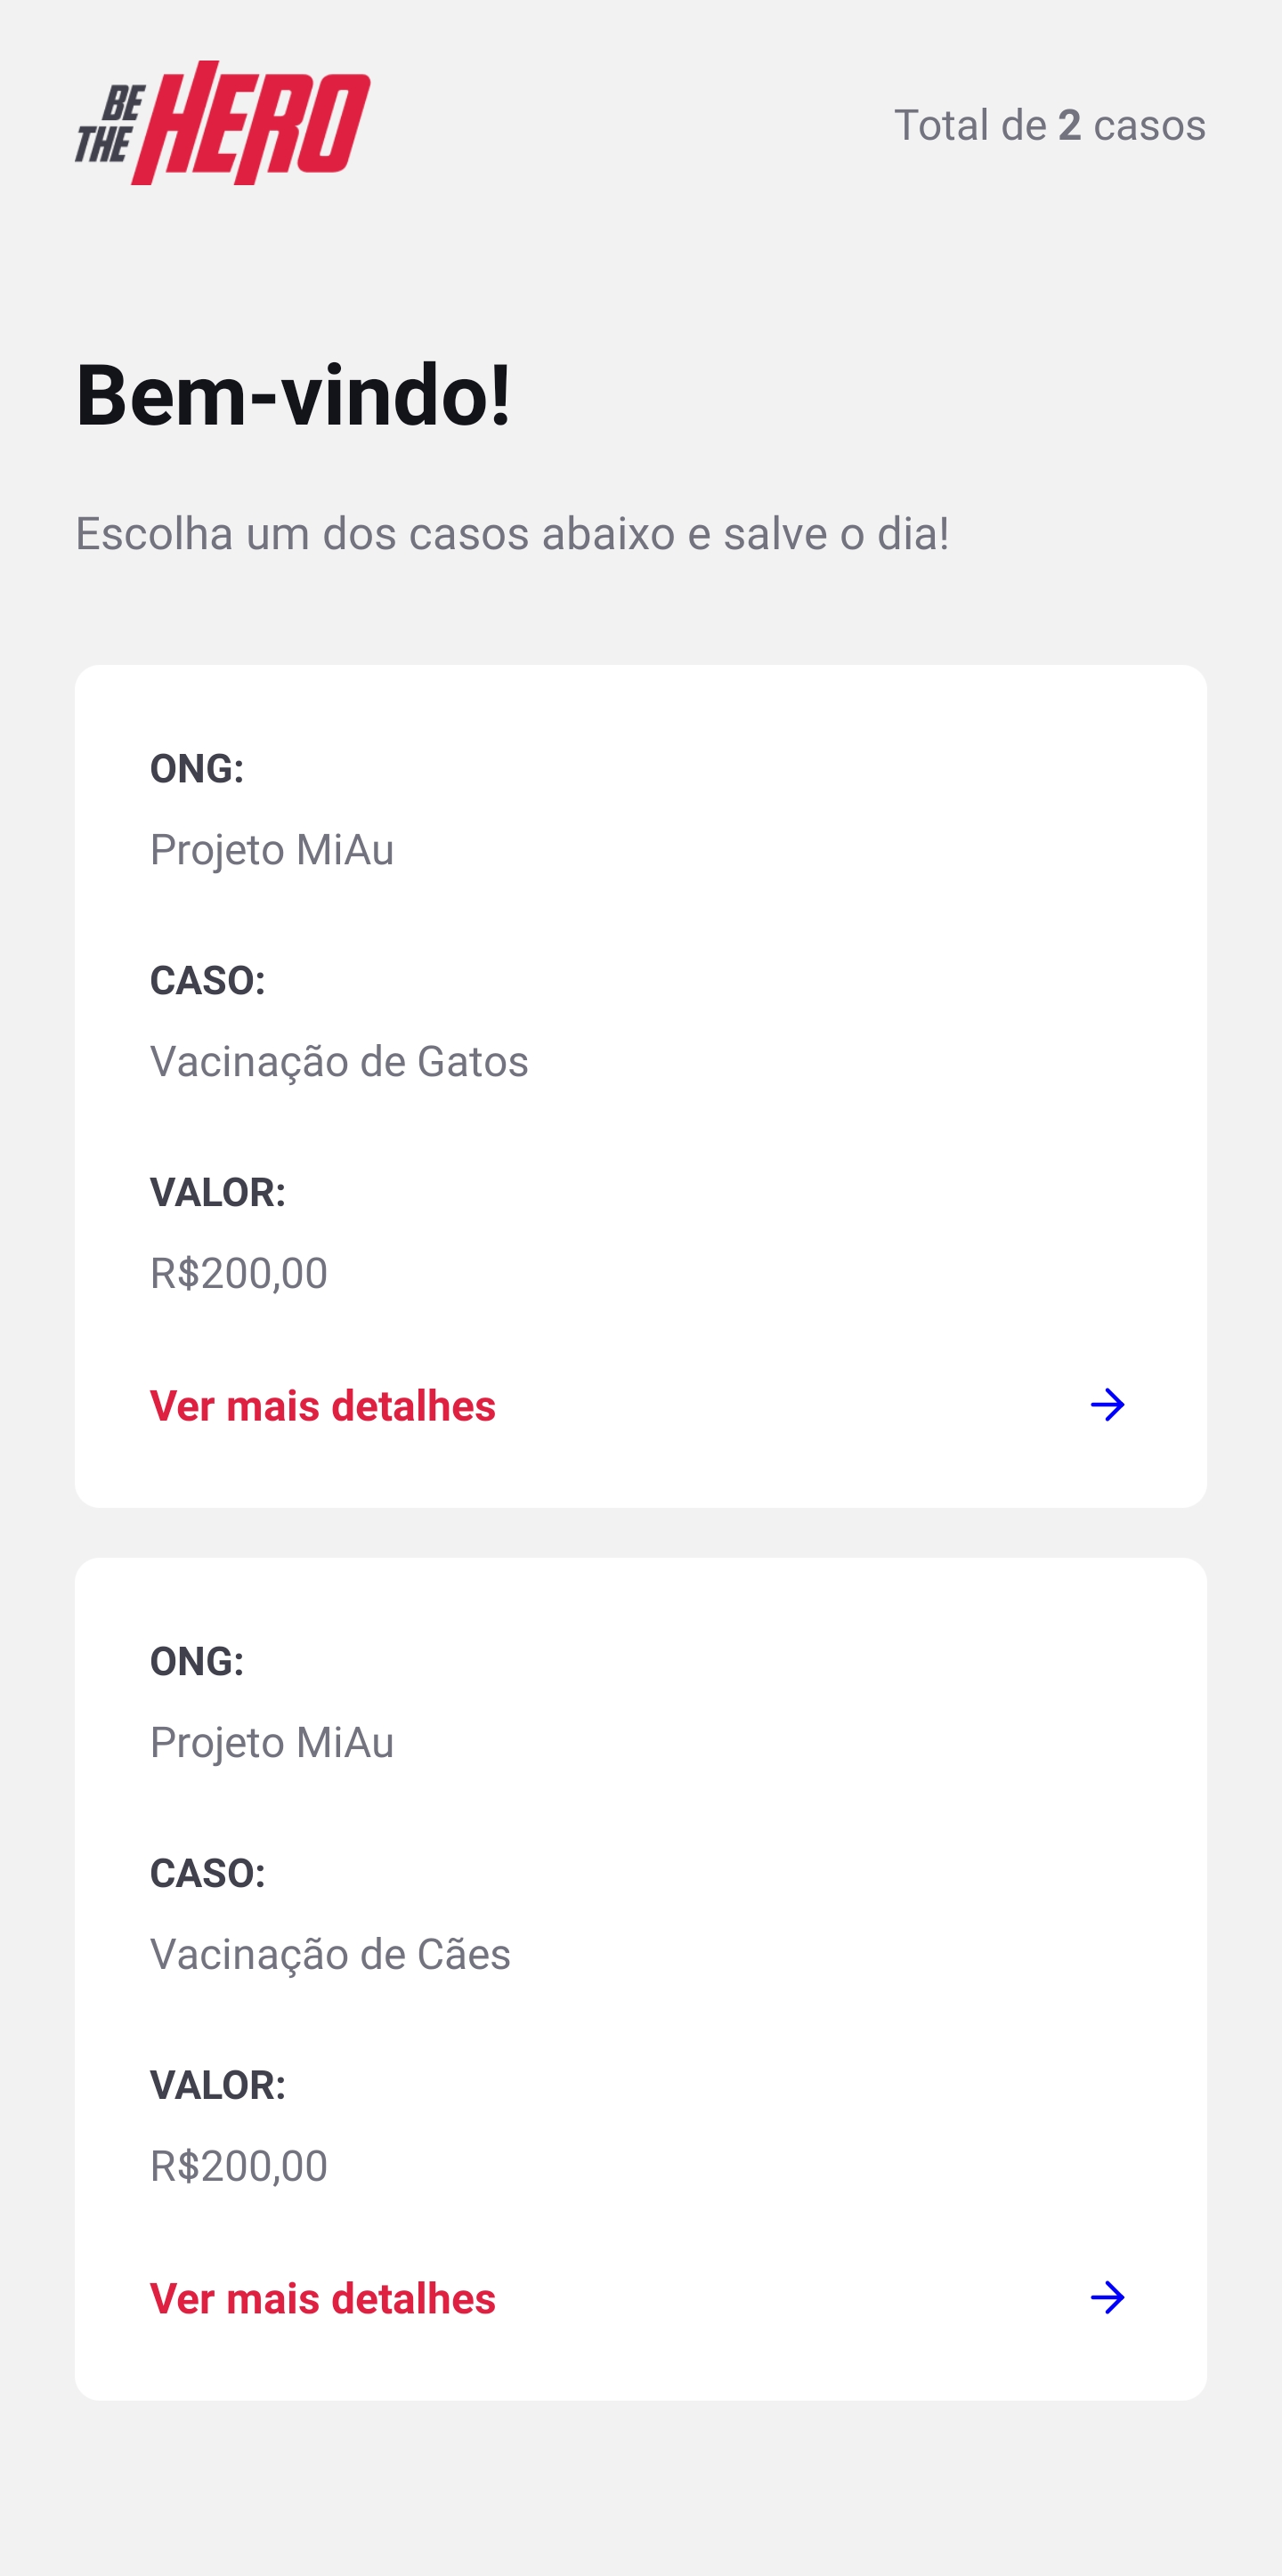 BE THE HERO
Total de 2 casos
Bem-vindo!
Escolha um dos casos abaixo e salve o dia!
ONG:
Projeto MiAu
CASO:
Vacinação de Gatos
VALOR:
R$200,00
Ver mais detalhes
ONG:
Projeto MiAu
CASO:
Vacinação de Cães
VALOR:
R$200,00
Ver mais detalhes